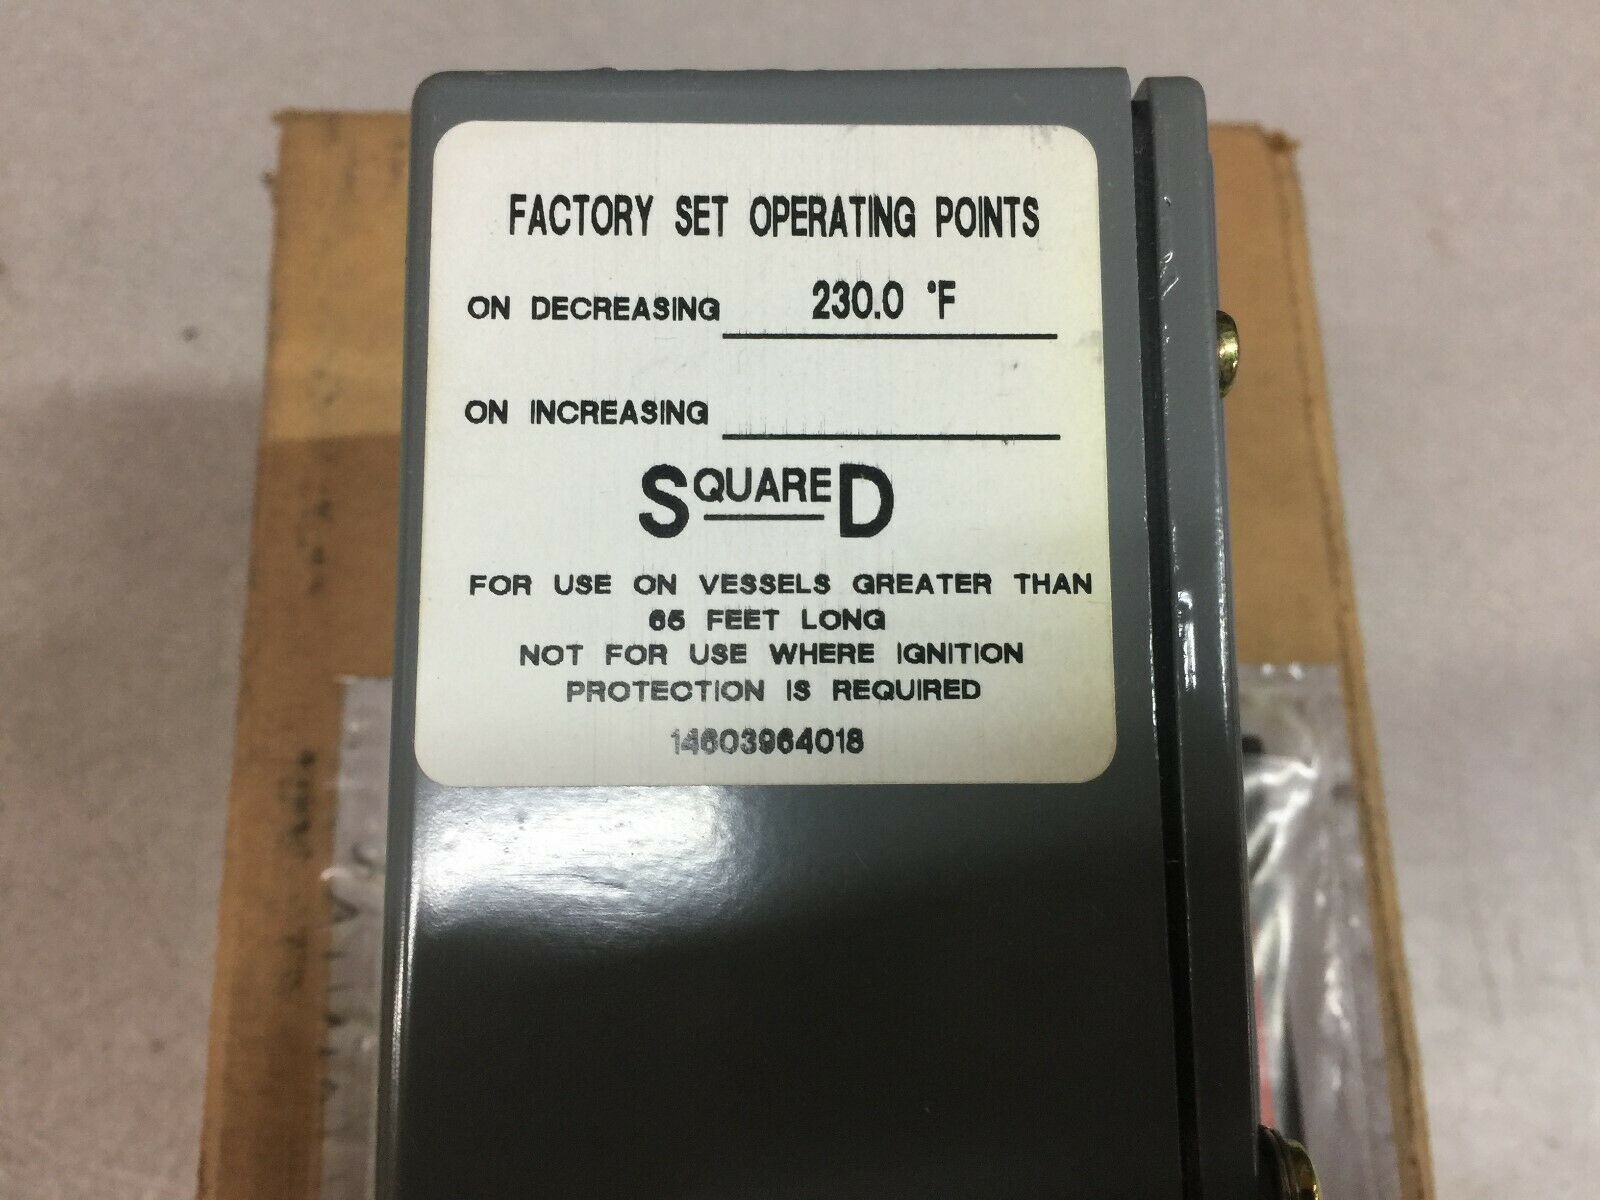 FACTORY SET OPERATING POINTS
ON DECREASING 230.0 °F
ON INCREASING
SQUARE D
FOR USE ON VESSELS GREATER THAN
65 FEET LONG
NOT FOR USE WHERE IGNITION
PROTECTION IS REQUIRED
14603964018